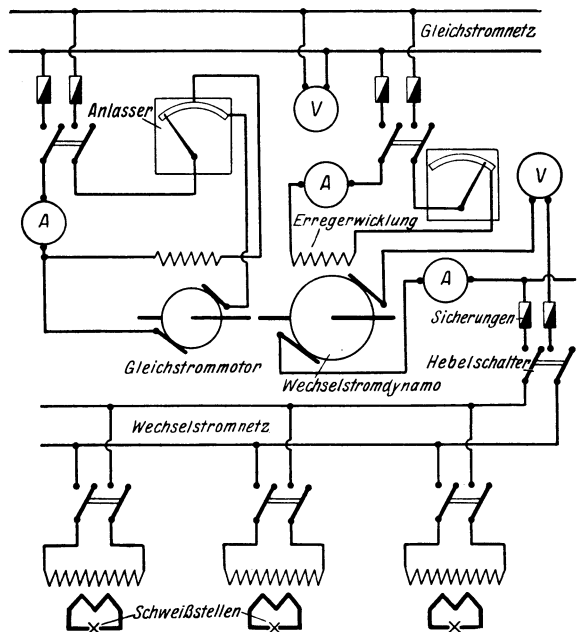 Gleichstromnetz
Anlasser
V
A
V
Erregerwicklung
A
A
Sicherungen
Gleichstrommotor
Hebelschalter
Wechselstromdynamo
Wechselstromnetz
Schweißstellen